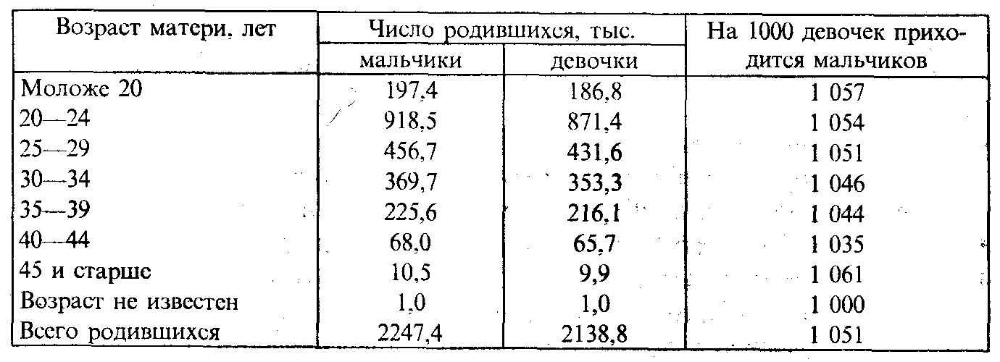 Возраст матери, лет Число родившихся, тыс. На 1000 девочек прихо-
мальчики девочки дится мальчиков
Моложе 20 197,4 186,8 1 057
20—24 918,5 871,4 1 054
25—29 456,7 431,6 1 051
30—34 369,7 353,3 1 046
35—39 225,6 216,1 1 044
40—44 68,0 65,7 1 035
45 и старше 10,5 9,9 1 061
Возраст не известен 1,0 1,0 1 000
Всего родившихся 2247,4 2138,8 1 051